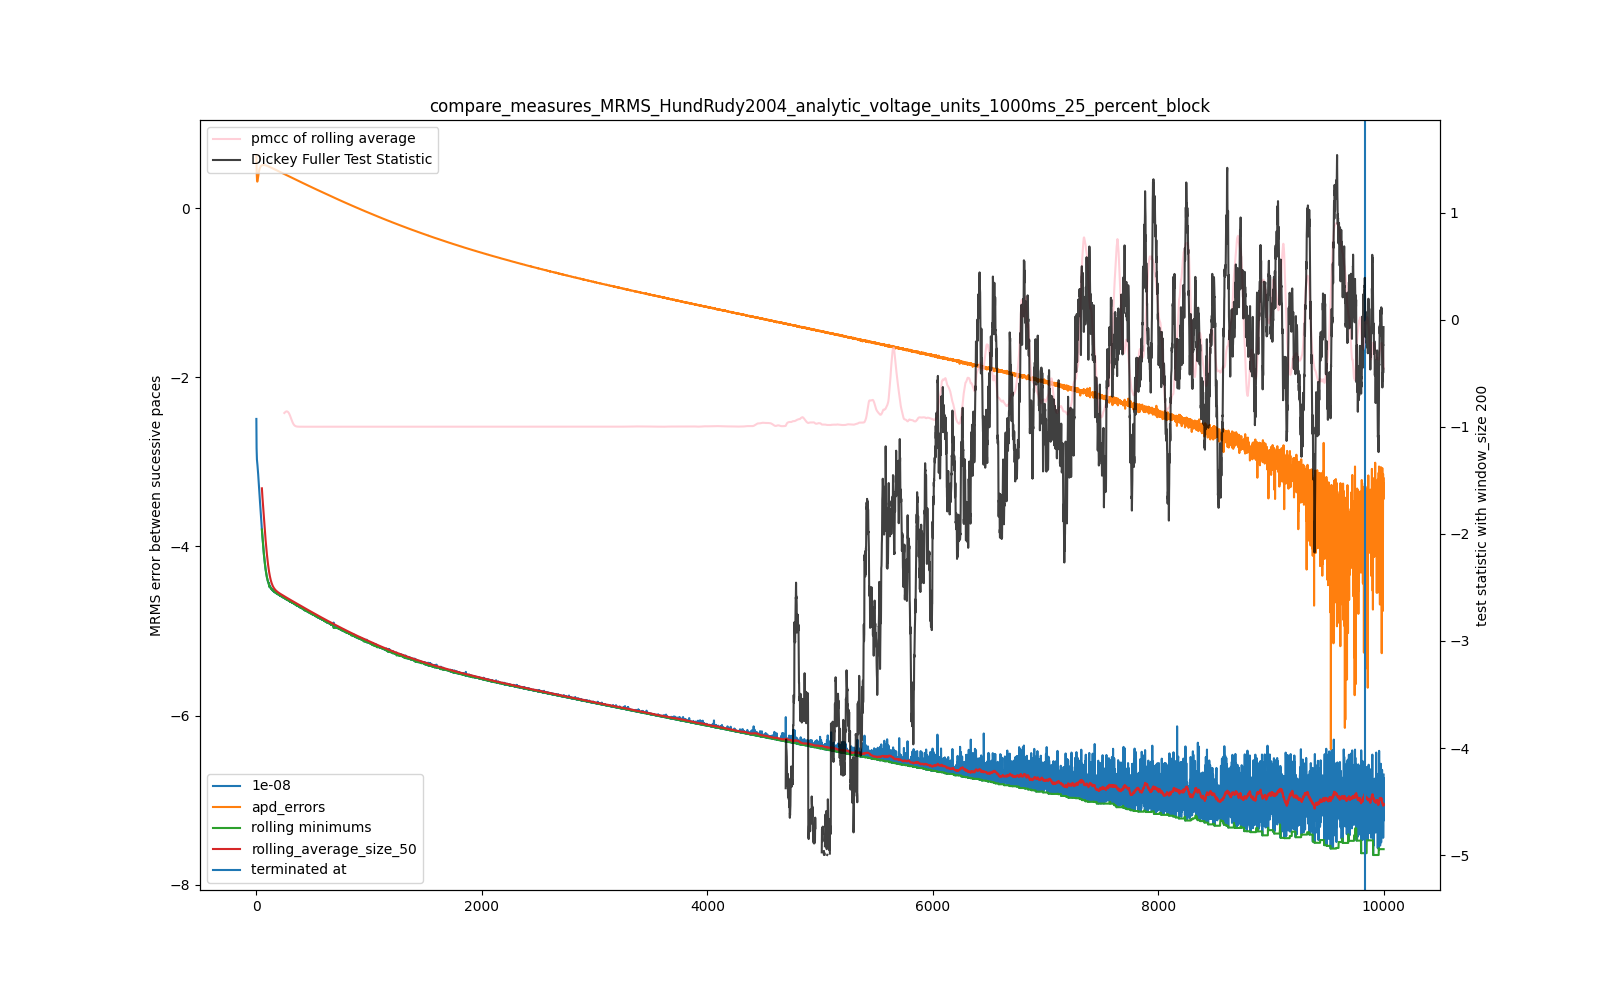 compare_measures_MRMS_HundRudy2004_analytic_voltage_units_1000ms_25_percent_block
pmcc of rolling average
Dickey Fuller Test Statistic
MRMS error between sucessive paces
0
−2
−4
−6
−8
1
0
−1
−2
−3
−4
−5
test statistic with window_size 200
1e-08
apd_errors
rolling minimums
rolling_average_size_50
terminated at
0
2000
4000
6000
8000
10000